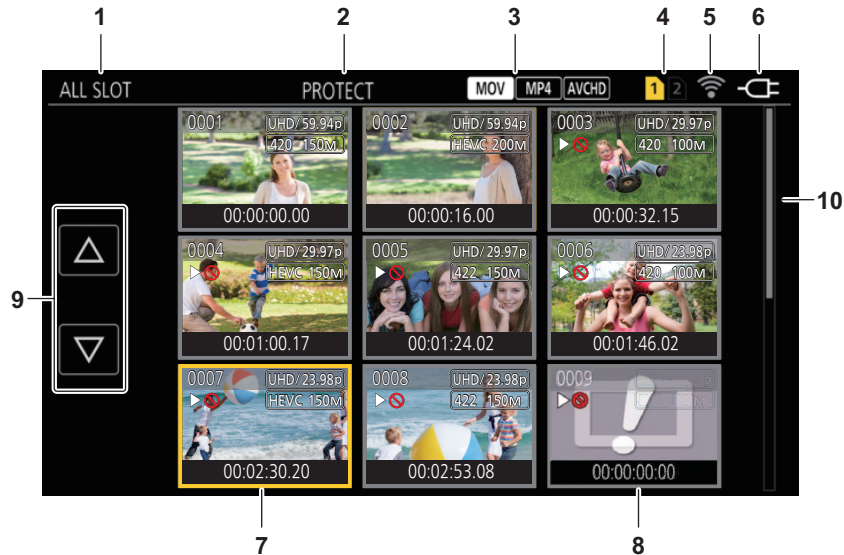 1 2 3 4 5 6
ALL SLOT PROTECT MOV MP4 AVCHD 1 2
0001 UHD/59.94p
420 150M
00:00:00.00
0002 UHD/59.94p
HEVC 200M
00:00:16.00
0003 UHD/29.97p
420 100M
00:00:32.15
10
0004 UHD/29.97p
HEVC 150M
00:01:00.17
0005 UHD/29.97p
422 150M
00:01:24.02
0006 UHD/23.98p
420 100M
00:01:46.02
9
0007 UHD/23.98p
HEVC 150M
00:02:30.20
0008 UHD/23.98p
422 150M
00:02:53.08
0009
00:00:00:00
7 8